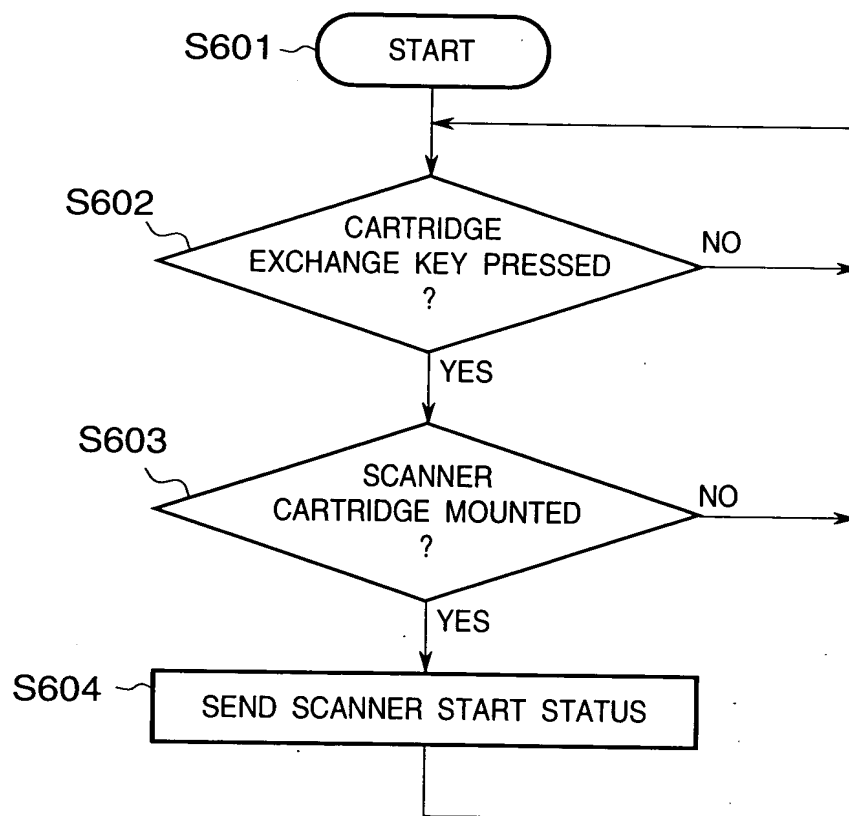 S601
START
S602
CARTRIDGE
EXCHANGE KEY PRESSED
?
NO
YES
S603
SCANNER
CARTRIDGE MOUNTED
?
NO
YES
S604
SEND SCANNER START STATUS